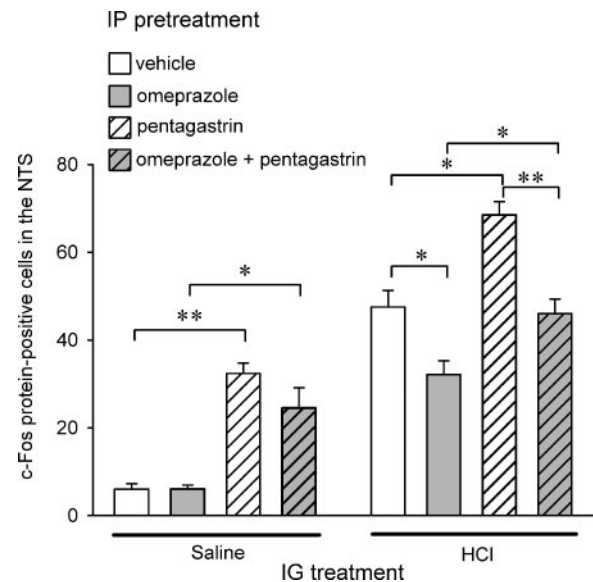 IP pretreatment
vehicle
omeprazole
pentagastrin
omeprazole + pentagastrin
c-Fos protein-positive cells in the NTS
80
60
40
20
0
*
*
*
**
*
*
**
Saline
HCl
IG treatment